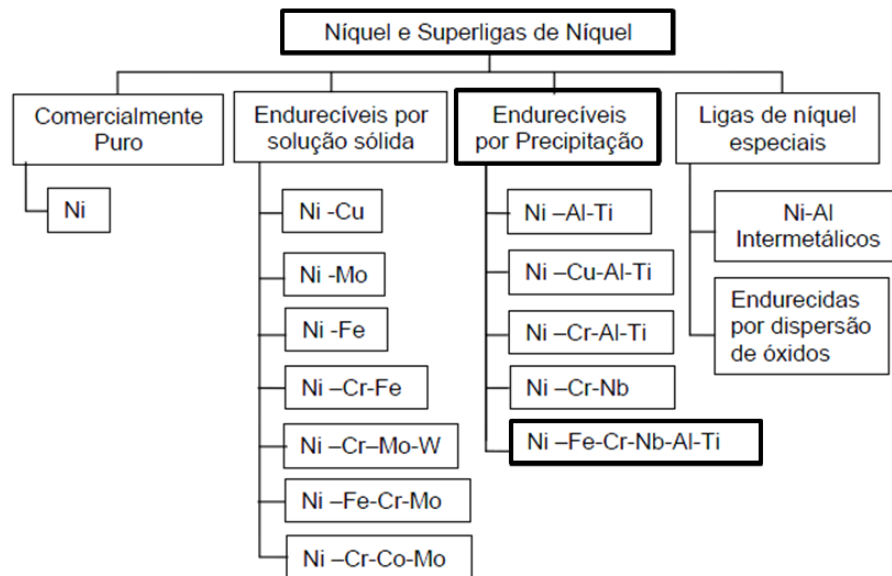 Níquel e Superligas de Níquel
Comercialmente
Puro
Ni
Endurecíveis por
solução sólida
Ni -Cu
Ni -Mo
Ni -Fe
Ni –Cr-Fe
Ni –Cr–Mo-W
Ni –Fe-Cr-Mo
Ni –Cr-Co-Mo
Endurecíveis
por Precipitação
Ni –Al-Ti
Ni –Cu-Al-Ti
Ni –Cr-Al-Ti
Ni –Cr-Nb
Ni –Fe-Cr-Nb-Al-Ti
Ligas de níquel
especiais
Ni-Al
Intermetálicos
Endurecidas
por dispersão
de óxidos